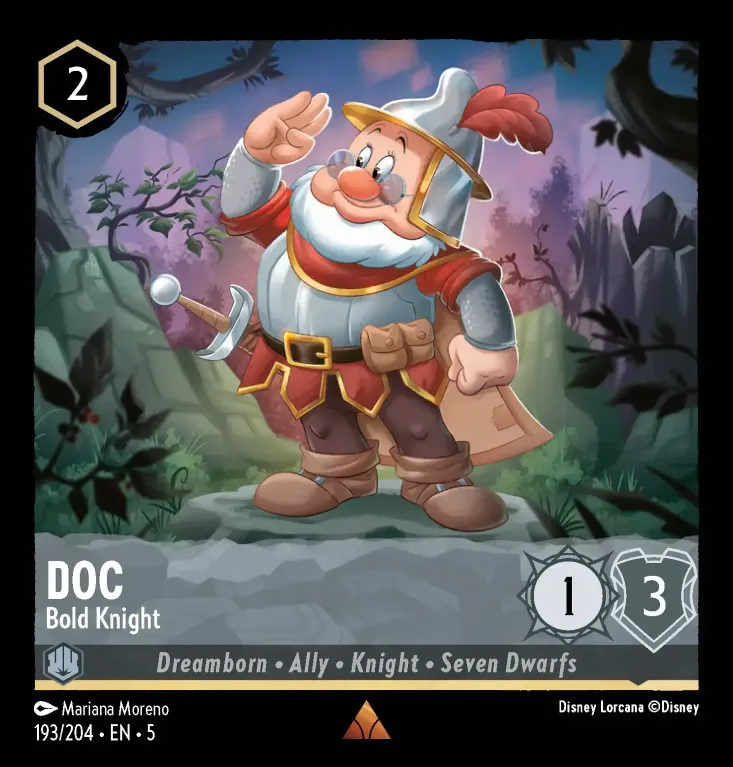 2
DOC
Bold Knight
1
3
Dreamborn • Ally • Knight • Seven Dwarfs
Mariana Moreno
Disney Lorcana ©Disney
193/204 • EN • 5